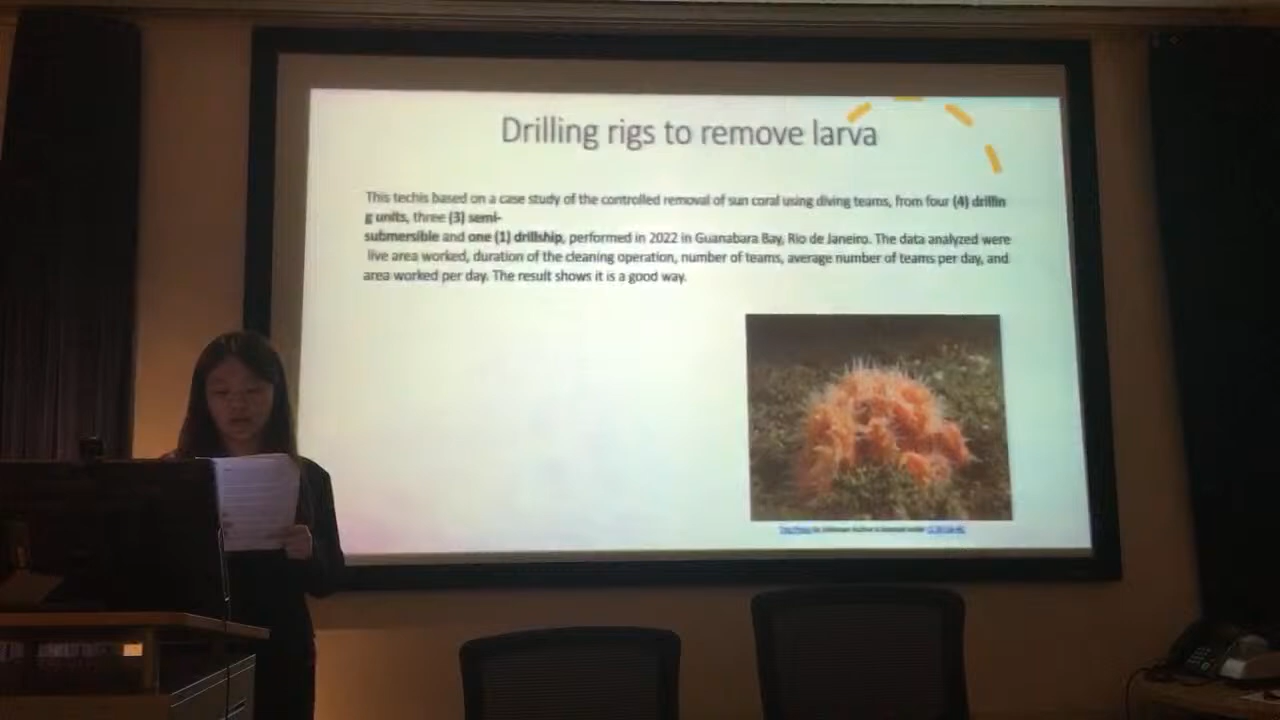 Drilling rigs to remove larva
This techis based on a case study of the controlled removal of sun coral using diving teams, from four (4) drillin
g units, three (3) semi-
submersible and one (1) drillship, performed in 2022 in Guanabara Bay, Rio de Janeiro. The data analyzed were
live area worked, duration of the cleaning operation, number of teams, average number of teams per day, and
area worked per day. The result shows it is a good way.